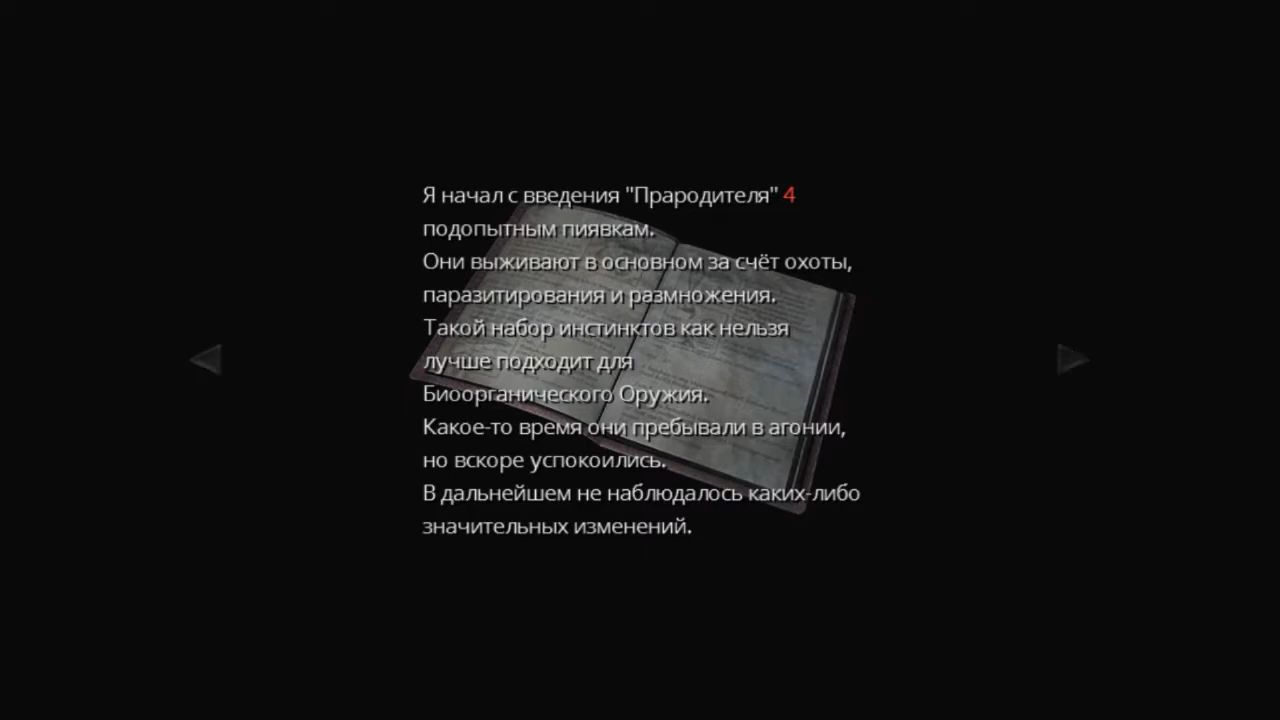 Я начал с введения "Прародителя" 4
подопытным пиявкам.
Они выживают в основном за счёт охоты,
паразитирования и размножения.
Такой набор инстинктов как нельзя
лучше подходит для
Биоорганического Оружия.
Какое-то время они пребывали в агонии,
но вскоре успокоились.
В дальнейшем не наблюдалось каких-либо
значительных изменений.